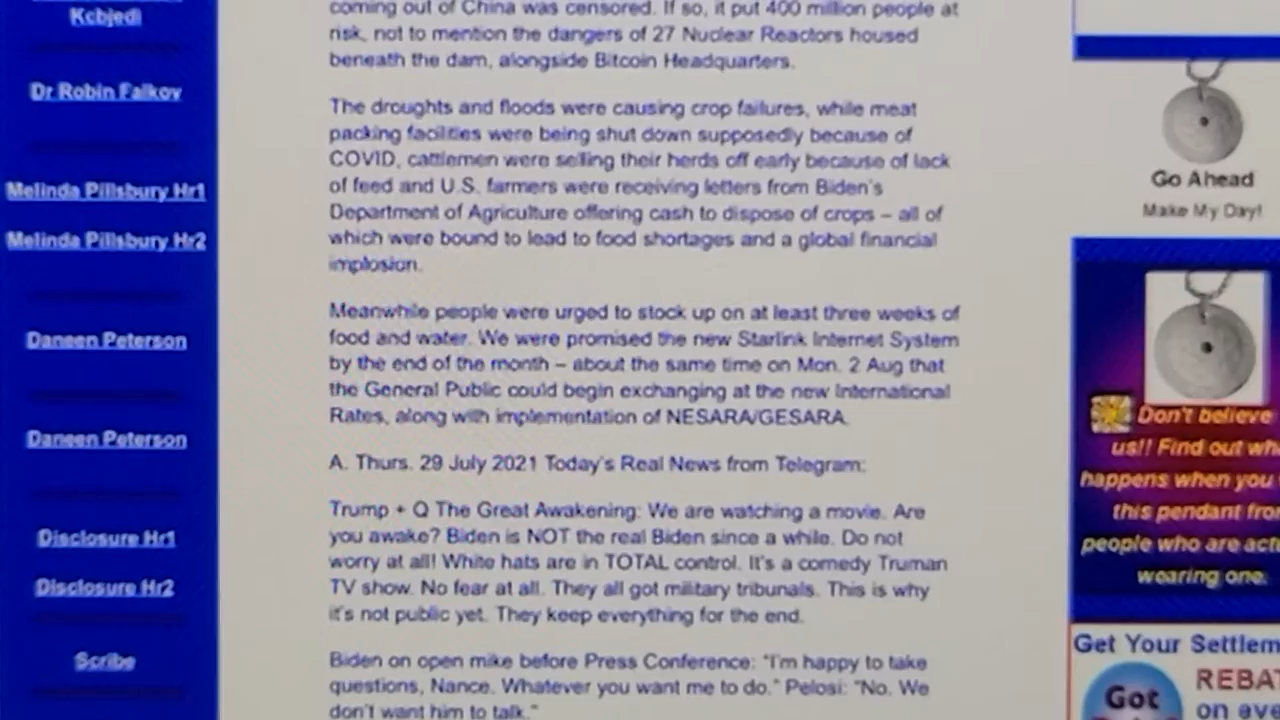 Kcbjedi
Dr Robin Falkov
Melinda Pillsbury Hr1
Melinda Pillsbury Hr2
Daneen Peterson
Daneen Peterson
Disclosure Hr1
Disclosure Hr2
Scribe
coming out of China was censored. If so, it put 400 million people at
risk, not to mention the dangers of 27 Nuclear Reactors housed
beneath the dam, alongside Bitcoin Headquarters.
The droughts and floods were causing crop failures, while meat
packing facilities were being shut down supposedly because of
COVID, cattlemen were selling their herds off early because of lack
of feed and U.S. farmers were receiving letters from Biden's
Department of Agriculture offering cash to dispose of crops – all of
which were bound to lead to food shortages and a global financial
implosion.
Meanwhile people were urged to stock up on at least three weeks of
food and water. We were promised the new Starlink Internet System
by the end of the month – about the same time on Mon. 2 Aug that
the General Public could begin exchanging at the new International
Rates, along with implementation of NESARA/GESARA.
A. Thurs. 29 July 2021 Today's Real News from Telegram:
Trump + Q The Great Awakening: We are watching a movie. Are
you awake? Biden is NOT the real Biden since a while. Do not
worry at all! White hats are in TOTAL control. It's a comedy Truman
TV show. No fear at all. They all got military tribunals. This is why
it's not public yet. They keep everything for the end.
Biden on open mike before Press Conference: "I'm happy to take
questions, Nance. Whatever you want me to do." Pelosi: "No. We
don't want him to talk."
Go Ahead
Make My Day!
Don't believe
us!! Find out wh
happens when you
this pendant from
people who are actu
wearing one.
Get Your Settlem
Got
REBAT
on eve